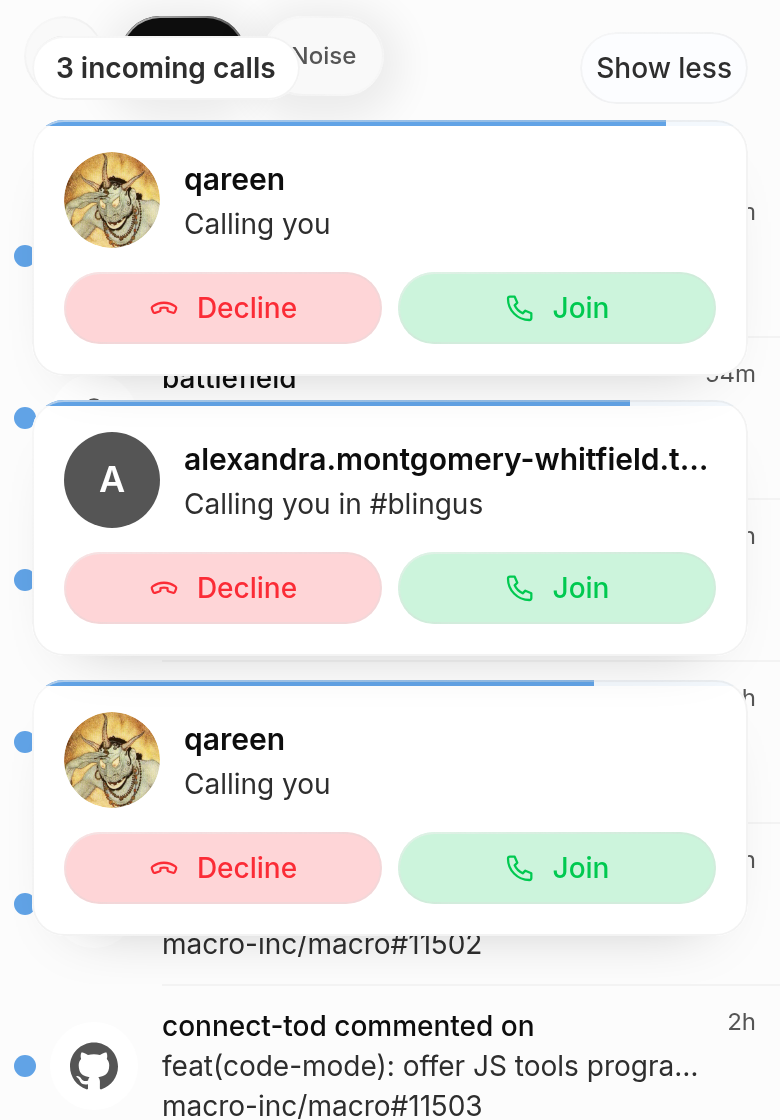 Noise
3 incoming calls
Show less
qareen
Calling you
Decline
Join
battlefield
54m
A
alexandra.montgomery-whitfield.t...
Calling you in #blingus
Decline
Join
h
qareen
Calling you
Decline
Join
macro-inc/macro#11502
connect-tod commented on
2h
feat(code-mode): offer JS tools progra...
macro-inc/macro#11503